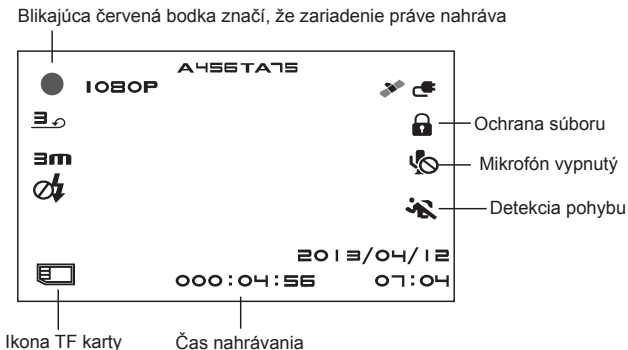 Blikajúca červená bodka značí, že zariadenie práve nahráva
A456TA75
1080P
3
Ochrana súboru
3m
Mikrofón vypnutý
Detekcia pohybu
2013/04/12
000:04:56 07:04
Ikona TF karty Čas nahrávania